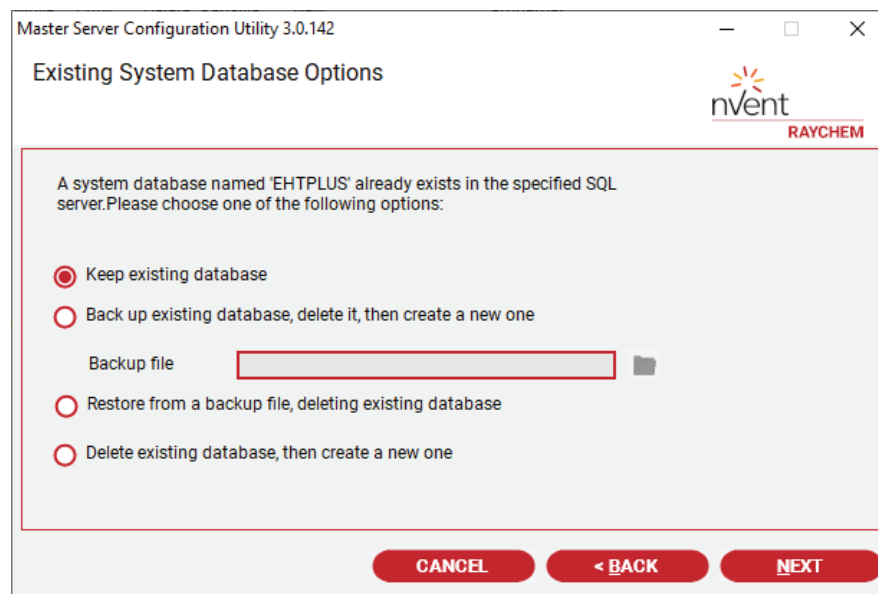 Master Server Configuration Utility 3.0.142
Existing System Database Options
nVent
RAYCHEM
A system database named 'EHTPLUS' already exists in the specified SQL
server.Please choose one of the following options:
Keep existing database
Back up existing database, delete it, then create a new one
Backup file
Restore from a backup file, deleting existing database
Delete existing database, then create a new one
CANCEL
< BACK
NEXT